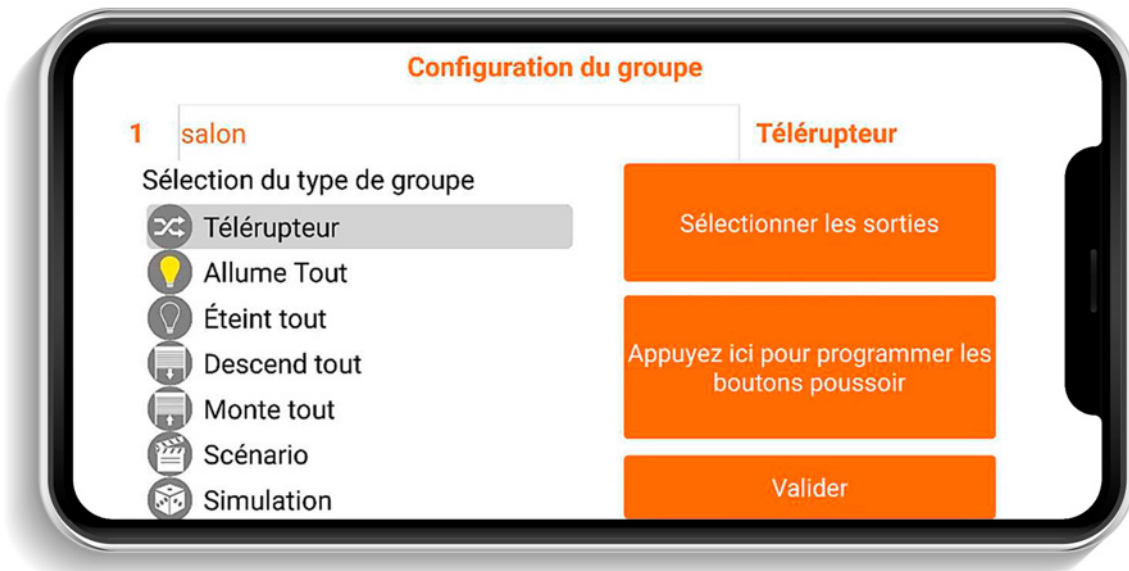 Configuration du groupe
1 salon Télérupteur
Sélection du type de groupe
Télérupteur
Allume Tout
Éteint tout
Descend tout
Monte tout
Scénario
Simulation
Sélectionner les sorties
Appuyez ici pour programmer les
boutons poussoir
Valider